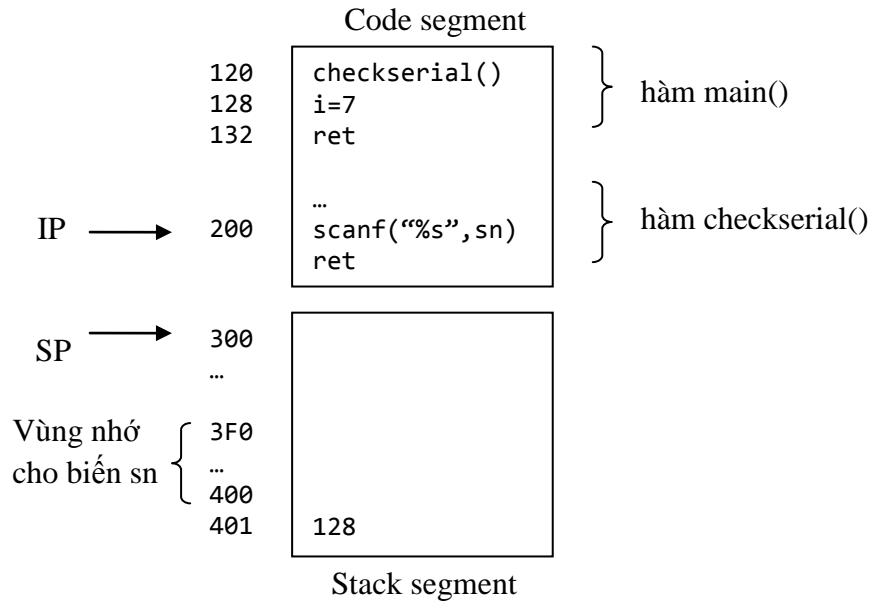 Code segment
120 checkserial()
128 i=7
132 ret
hàm main()
…
IP 200 scanf(“%s”,sn)
ret
hàm checkserial()
SP 300
…
Vùng nhớ
cho biến sn
3F0
…
400
401 128
Stack segment